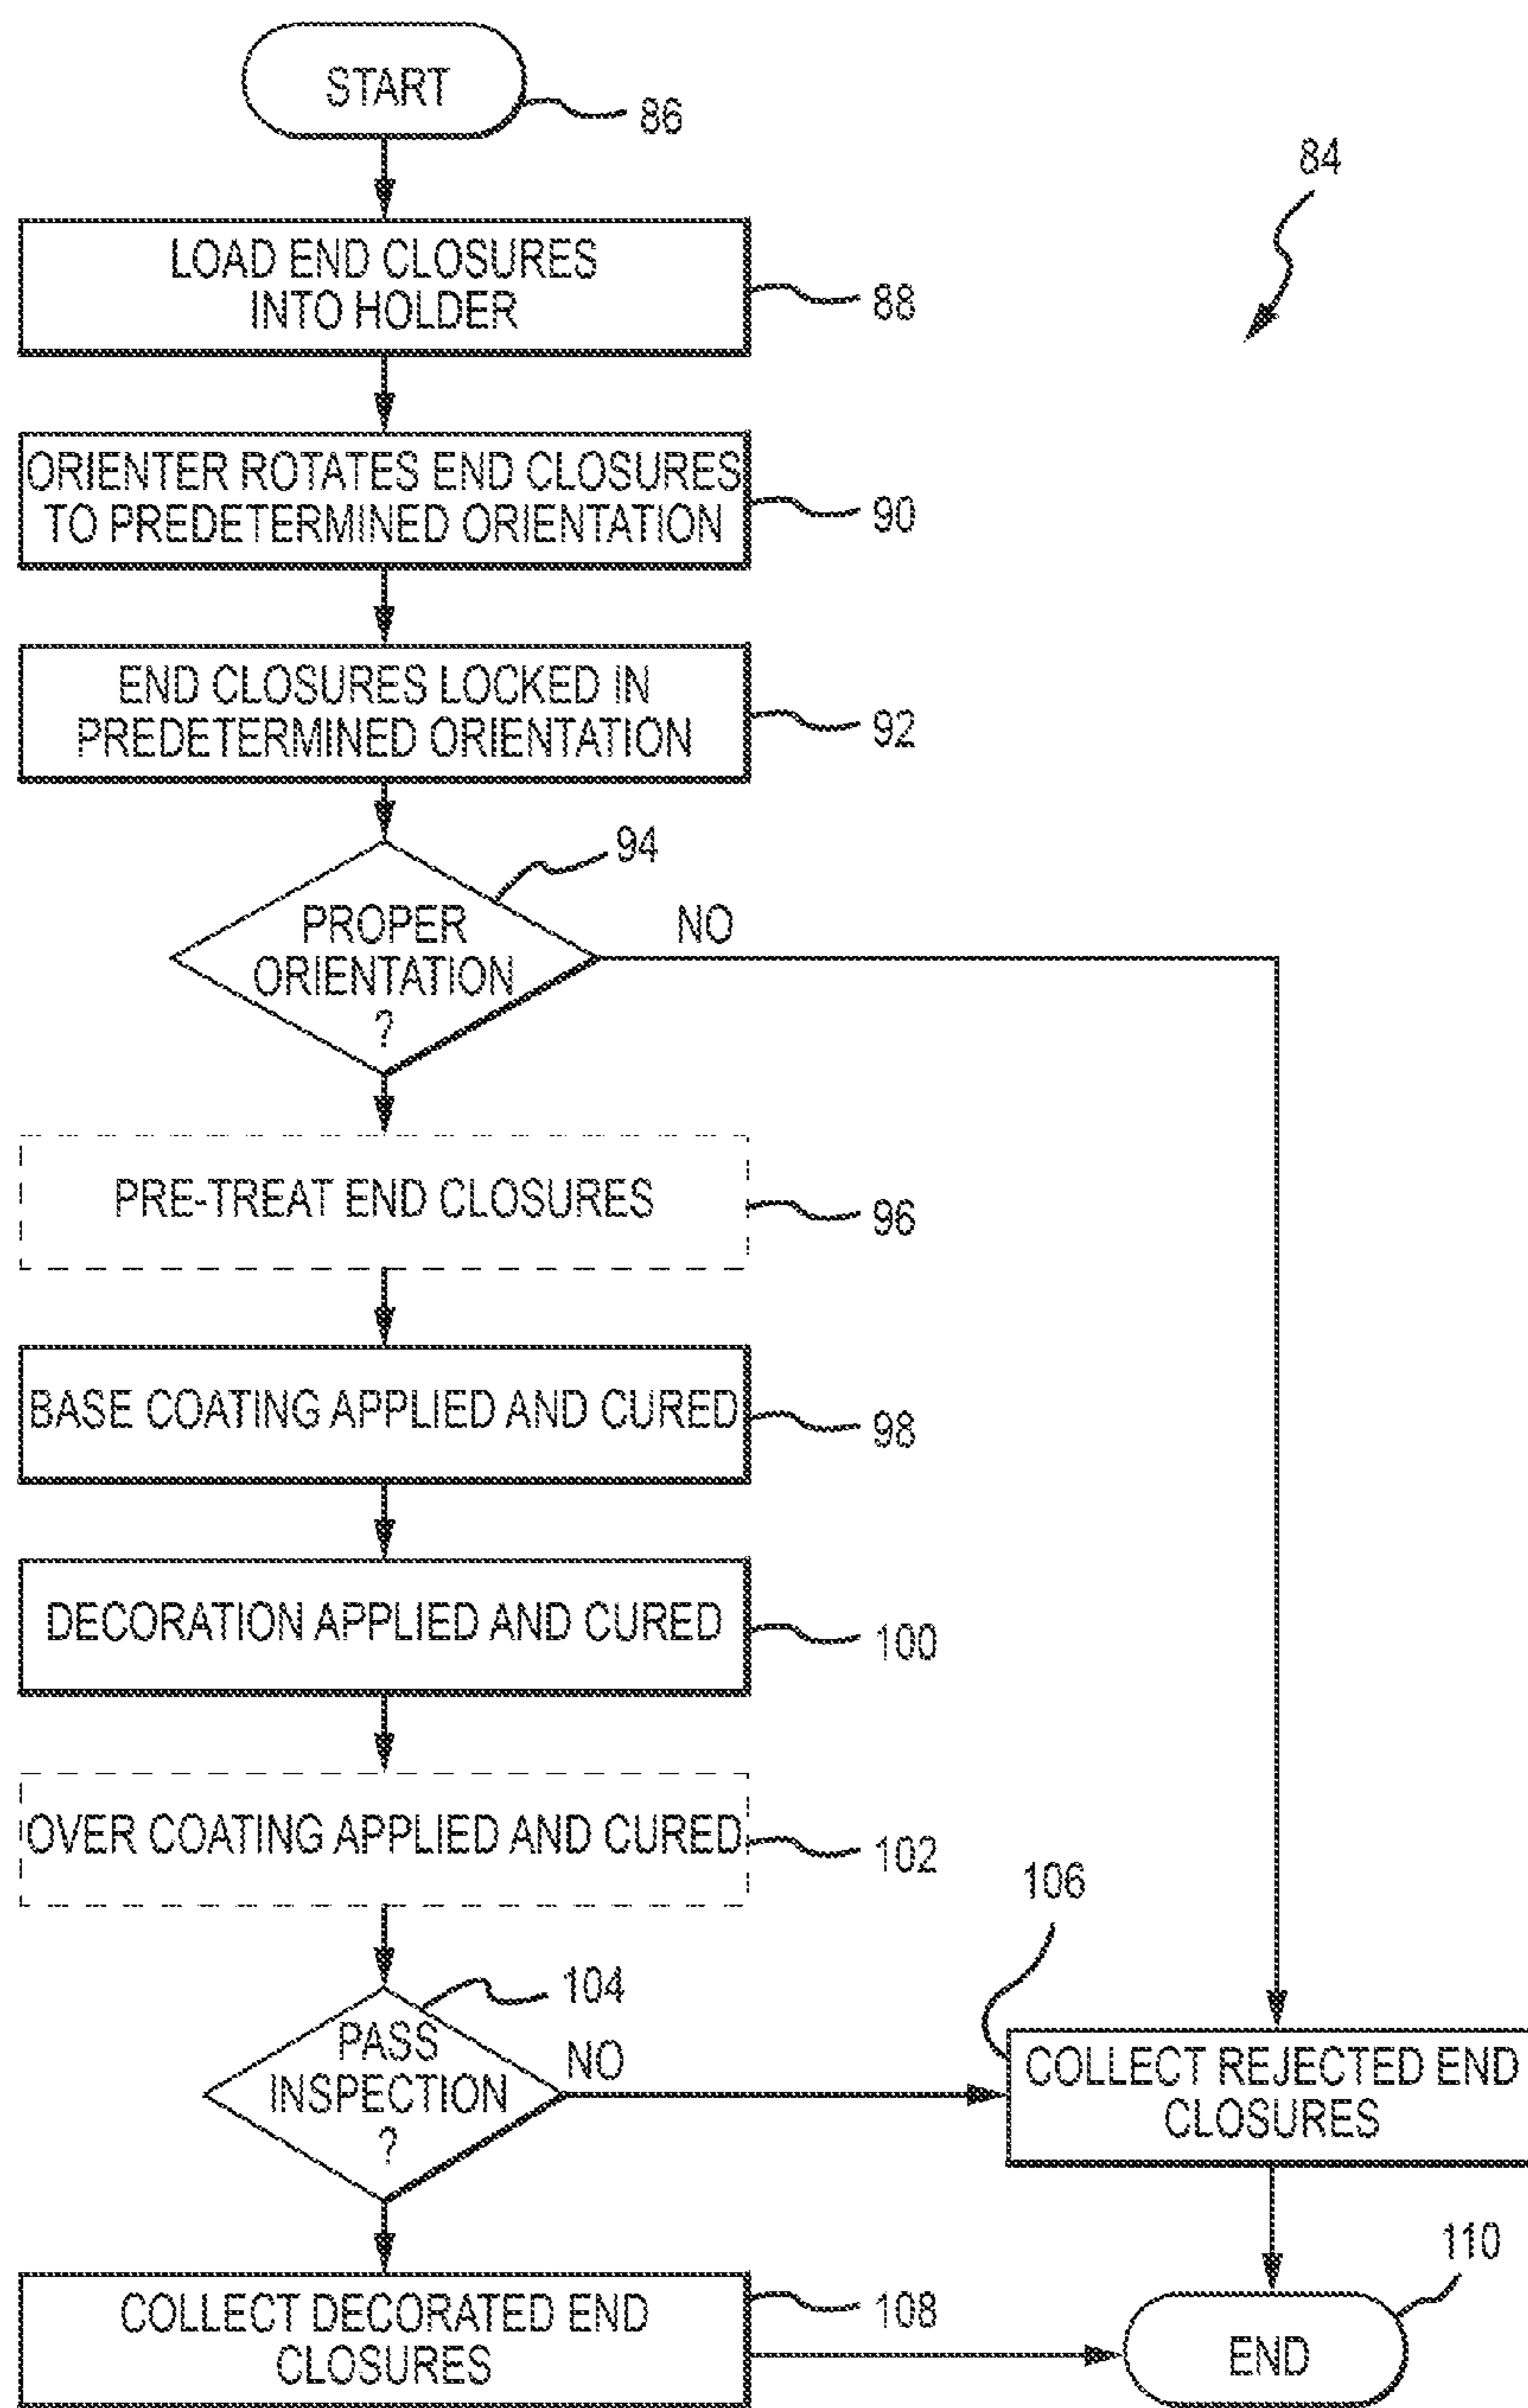 START
86
84
LOAD END CLOSURES
INTO HOLDER
88
ORIENTER ROTATES END CLOSURES
TO PREDETERMINED ORIENTATION
90
END CLOSURES LOCKED IN
PREDETERMINED ORIENTATION
92
94
PROPER
ORIENTATION
?
NO
PRE-TREAT END CLOSURES
96
BASE COATING APPLIED AND CURED
98
DECORATION APPLIED AND CURED
100
OVER COATING APPLIED AND CURED
102
104
PASS
INSPECTION
?
NO
106
COLLECT REJECTED END
CLOSURES
COLLECT DECORATED END
CLOSURES
108
110
END